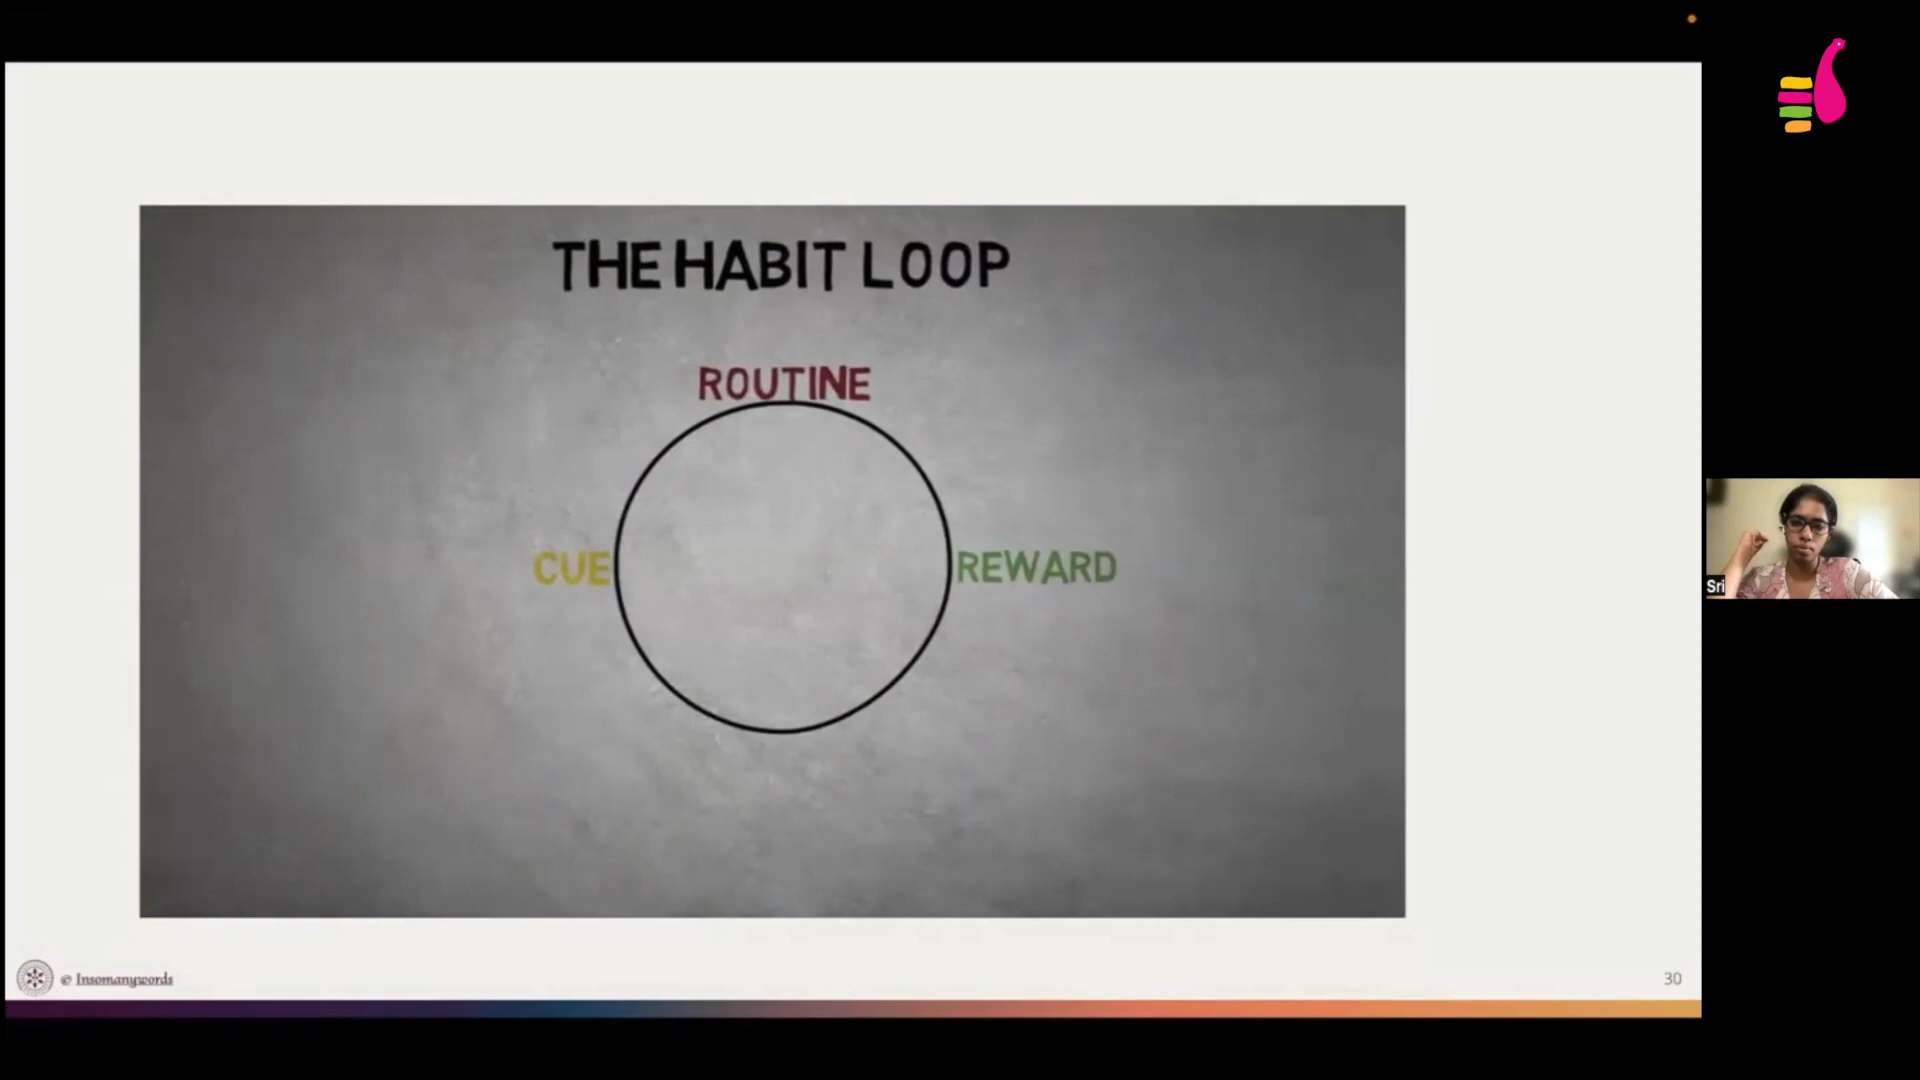 THE HABIT LOOP
ROUTINE
CUE
REWARD
Sri
© Insomanywords
30